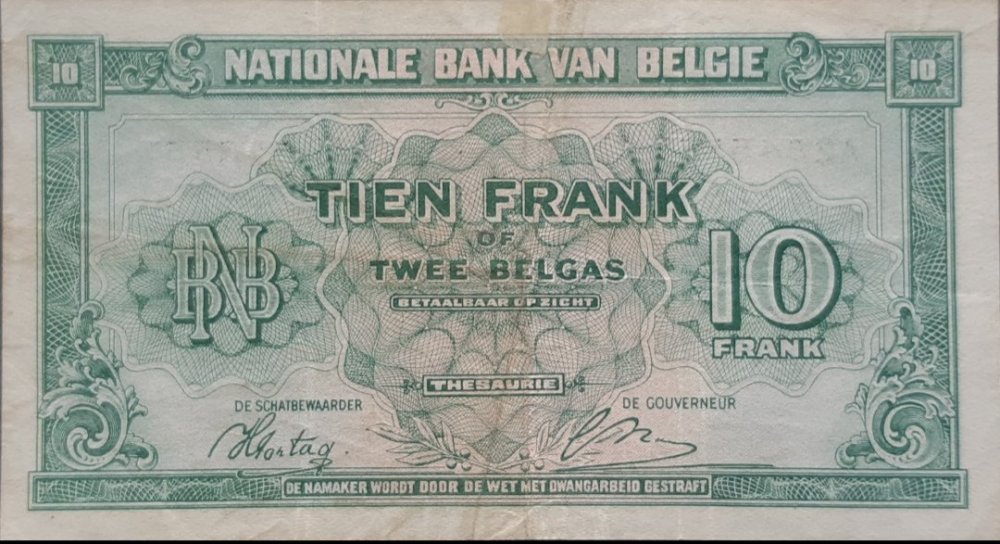 10 NATIONALE BANK VAN BELGIE 10
TIEN FRANK
OF
TWEE BELGAS
BETAALBAAR OP ZICHT
BNB
10
FRANK
THESAURIE
DE SCHATBEWAARDER
DE GOUVERNEUR
DE NAMAKER WORDT DOOR DE WET MET DWANGARBEID GESTRAFT